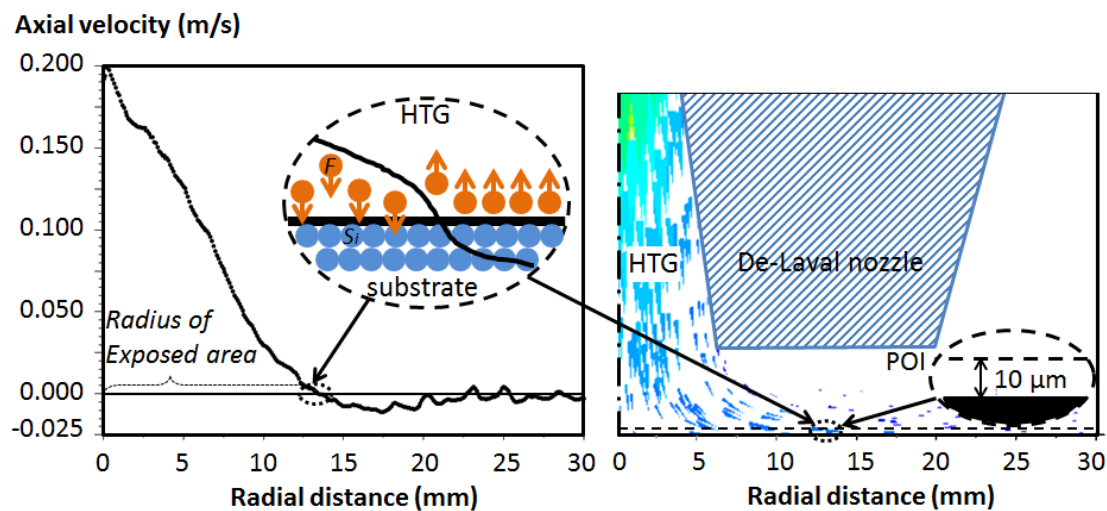 Axial velocity (m/s)
0.200
0.150
0.100
0.050
0.000
-0.025
HTG
F
Si
substrate
Radius of
Exposed area
0 5 10 15 20 25 30
Radial distance (mm)
HTG
De-Laval nozzle
POI
10 μm
0 5 10 15 20 25 30
Radial distance (mm)